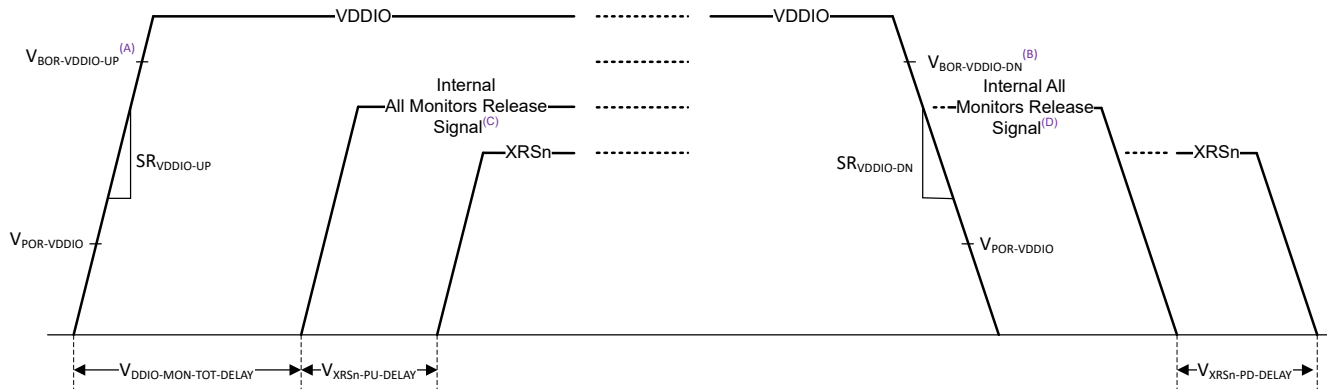 VDDIO
VDDIO
VBOR-VDDIO-UP(A)
VBOR-VDDIO-DN(B)
Internal
All Monitors Release
Signal(C)
Internal All
Monitors Release
Signal(D)
XRSn
XRSn
SRVDDIO-UP
SRVDDIO-DN
VPOR-VDDIO
VPOR-VDDIO
VDDIO-MON-TOT-DELAY
VXRSn-PU-DELAY
VXRSn-PD-DELAY